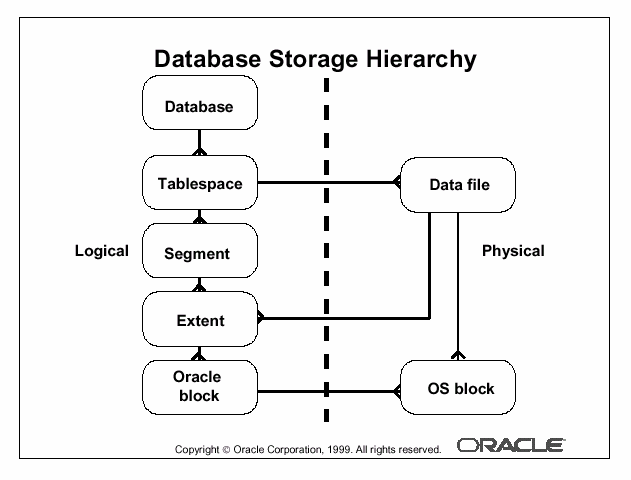 Database Storage Hierarchy
Database
Tablespace
Data file
Logical
Segment
Physical
Extent
Oracle
block
OS block
Copyright © Oracle Corporation, 1999. All rights reserved.
ORACLE®